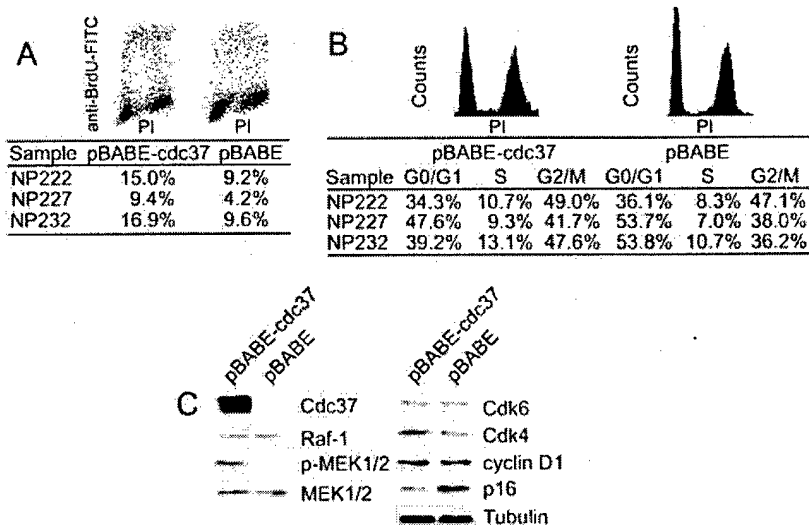 A
anti-BrdU-FITC
PI PI
Sample pBABE-cdc37 pBABE
NP222 15.0% 9.2%
NP227 9.4% 4.2%
NP232 16.9% 9.6%
B
Counts Counts
PI PI
pBABE-cdc37 pBABE
Sample G0/G1 S G2/M G0/G1 S G2/M
NP222 34.3% 10.7% 49.0% 36.1% 8.3% 47.1%
NP227 47.6% 9.3% 41.7% 53.7% 7.0% 38.0%
NP232 39.2% 13.1% 47.6% 53.8% 10.7% 36.2%
C
pBABE-cdc37 pBABE
Cdc37
Raf-1
p-MEK1/2
MEK1/2
pBABE-cdc37 pBABE
Cdk6
Cdk4
cyclin D1
p16
Tubulin